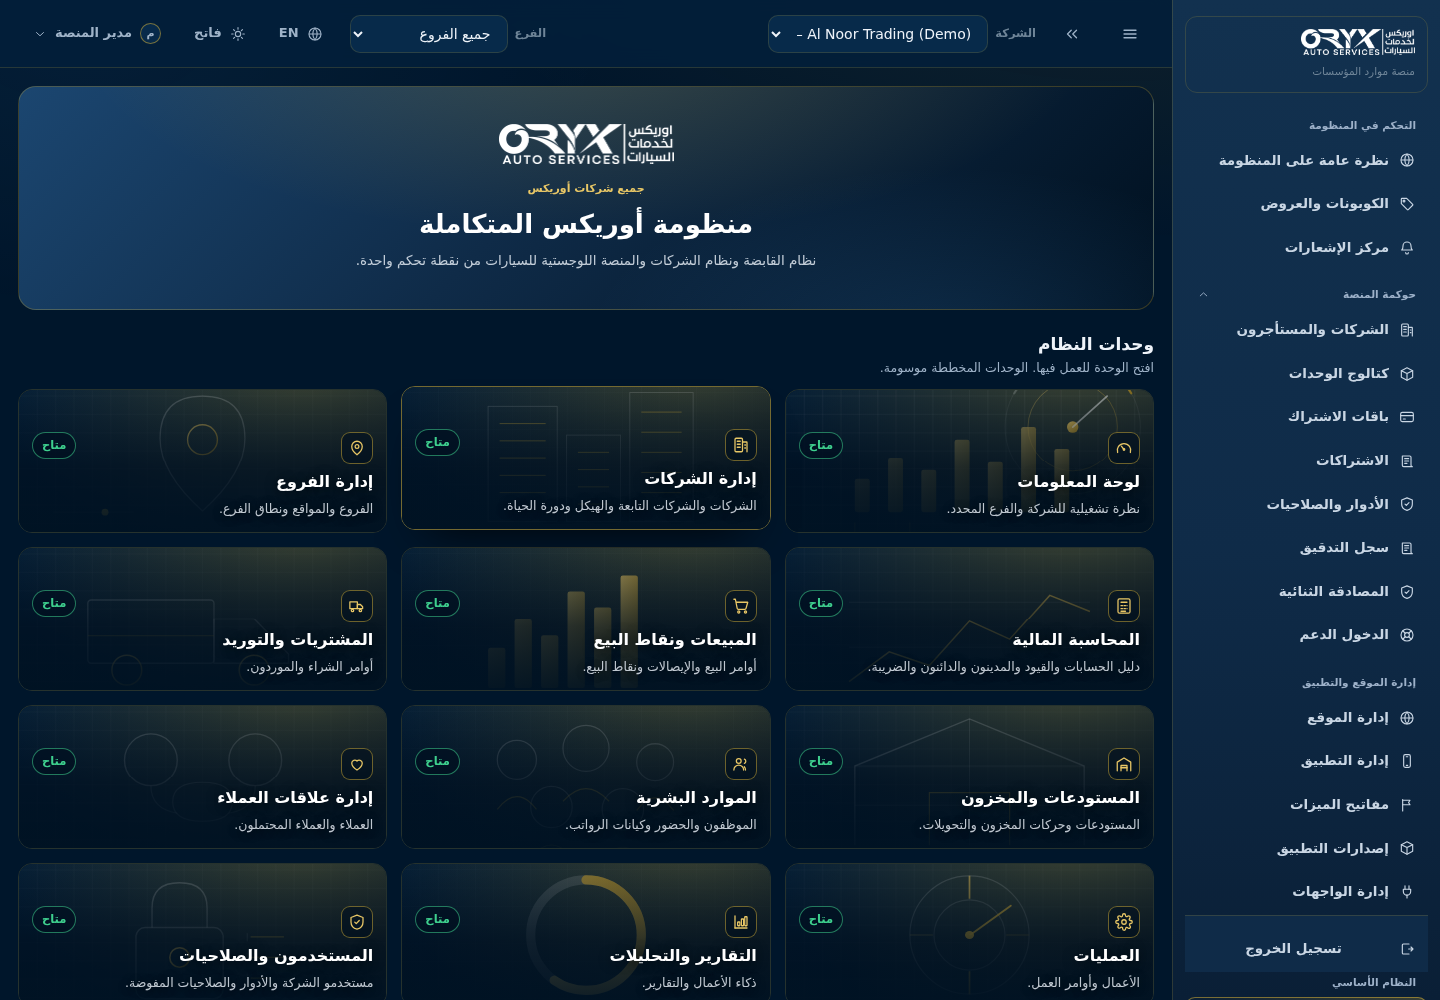 اوريكس لخدمات السيارات
ORYX
AUTO SERVICES
منصة موارد المؤسسات
التحكم في المنظومة
نظرة عامة على المنظومة
الكوبونات والعروض
مركز الإشعارات
حوكمة المنصة
الشركات والمستأجرون
كتالوج الوحدات
باقات الاشتراك
الاشتراكات
الأدوار والصلاحيات
سجل التدقيق
المصادقة الثنائية
الدخول الدعم
إدارة الموقع والتطبيق
إدارة الموقع
إدارة التطبيق
مفاتيح الميزات
إصدارات التطبيق
إدارة الواجهات
تسجيل الخروج
النظام الأساسي
الشركة
Al Noor Trading (Demo) –
الفرع
جميع الفروع
EN
فاتح
م
مدير المنصة
اوريكس
لخدمات
السيارات
ORYX
AUTO SERVICES
جميع شركات أوريكس
منظومة أوريكس المتكاملة
نظام القابضة ونظام الشركات والمنصة اللوجستية للسيارات من نقطة تحكم واحدة.
وحدات النظام
افتح الوحدة للعمل فيها. الوحدات المخططة موسومة.
متاح
لوحة المعلومات
نظرة تشغيلية للشركة والفرع المحدد.
متاح
إدارة الشركات
الشركات والشركات التابعة والهيكل ودورة الحياة.
متاح
إدارة الفروع
الفروع والمواقع ونطاق الفرع.
متاح
المحاسبة المالية
دليل الحسابات والقيود والمدينون والدائنون والضريبة.
متاح
المبيعات ونقاط البيع
أوامر البيع والإيصالات ونقاط البيع.
متاح
المشتريات والتوريد
أوامر الشراء والموردون.
متاح
المستودعات والمخزون
المستودعات وحركات المخزون والتحويلات.
متاح
الموارد البشرية
الموظفون والحضور وكيانات الرواتب.
متاح
إدارة علاقات العملاء
العملاء والعملاء المحتملون.
متاح
العمليات
الأعمال وأوامر العمل.
متاح
التقارير والتحليلات
ذكاء الأعمال والتقارير.
متاح
المستخدمون والصلاحيات
مستخدمو الشركة والأدوار والصلاحيات المفوضة.